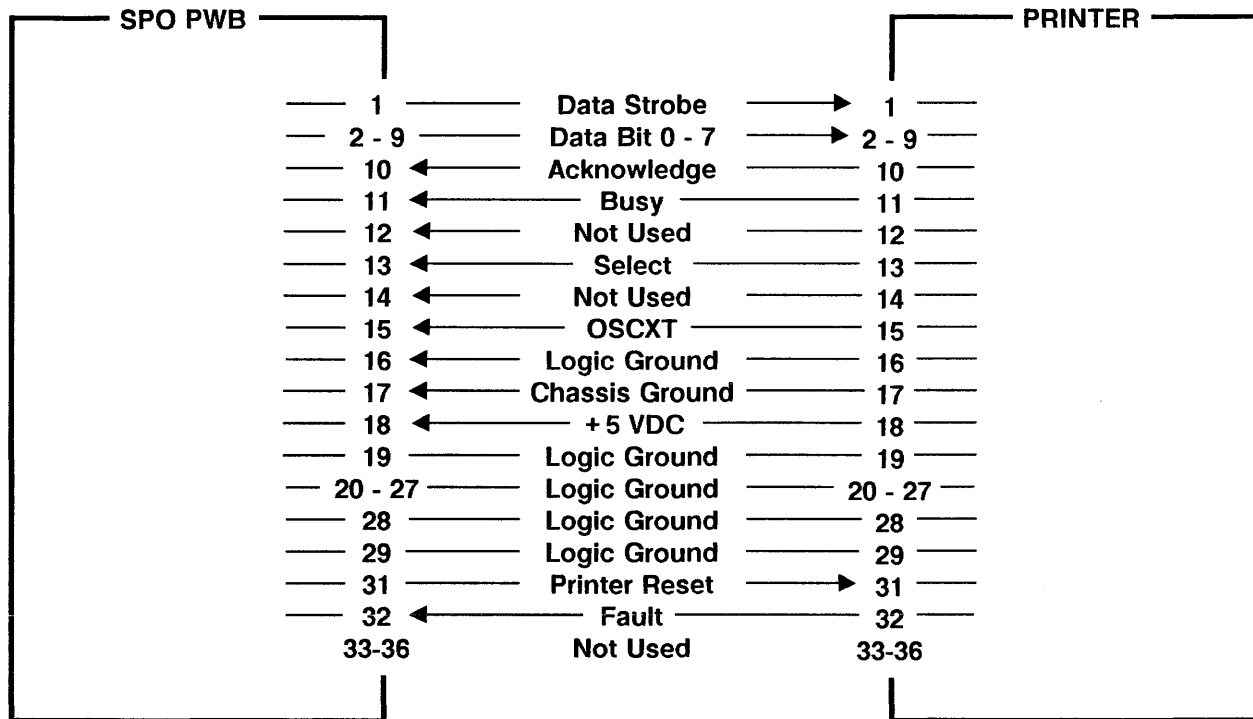 SPO PWB PRINTER
1 Data Strobe 1
2 - 9 Data Bit 0 - 7 2 - 9
10 Acknowledge 10
11 Busy 11
12 Not Used 12
13 Select 13
14 Not Used 14
15 OSCXT 15
16 Logic Ground 16
17 Chassis Ground 17
18 + 5 VDC 18
19 Logic Ground 19
20 - 27 Logic Ground 20 - 27
28 Logic Ground 28
29 Logic Ground 29
31 Printer Reset 31
32 Fault 32
33-36 Not Used 33-36